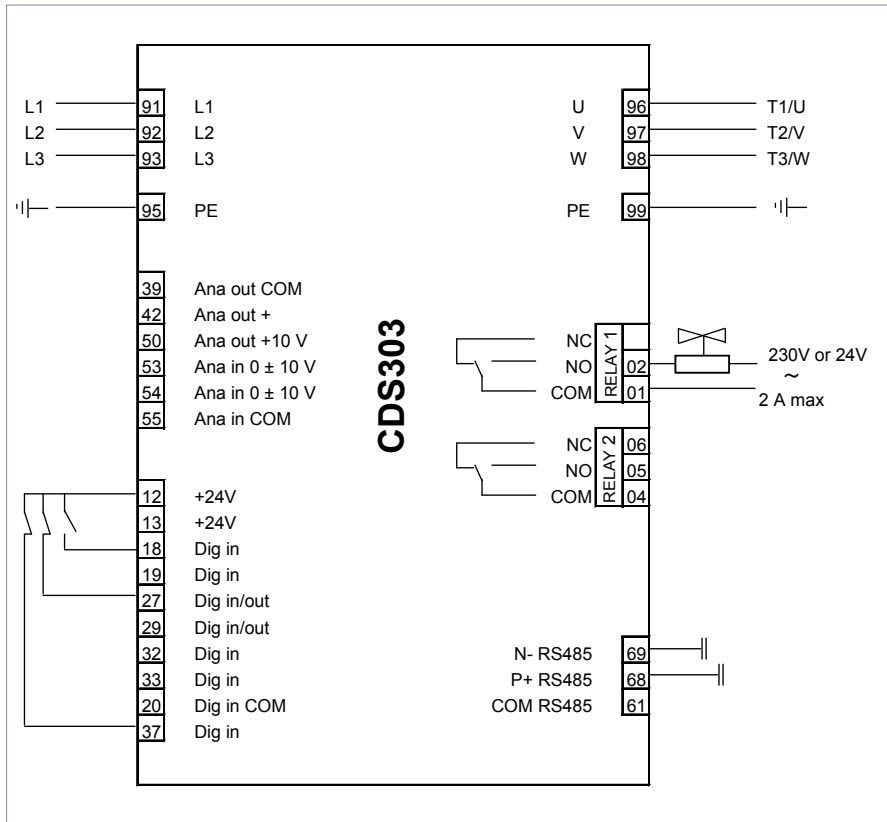 L1 91 L1
L2 92 L2
L3 93 L3
95 PE
39 Ana out COM
42 Ana out +
50 Ana out +10 V
53 Ana in 0 ± 10 V
54 Ana in 0 ± 10 V
55 Ana in COM
12 +24V
13 +24V
18 Dig in
19 Dig in
27 Dig in/out
29 Dig in/out
32 Dig in
33 Dig in
20 Dig in COM
37 Dig in
CDS303
U 96 T1/U
V 97 T2/V
W 98 T3/W
PE 99
RELAY 1
NC
NO 02
COM 01
230V or 24V
~
2 A max
RELAY 2
NC 06
NO 05
COM 04
N- RS485 69
P+ RS485 68
COM RS485 61